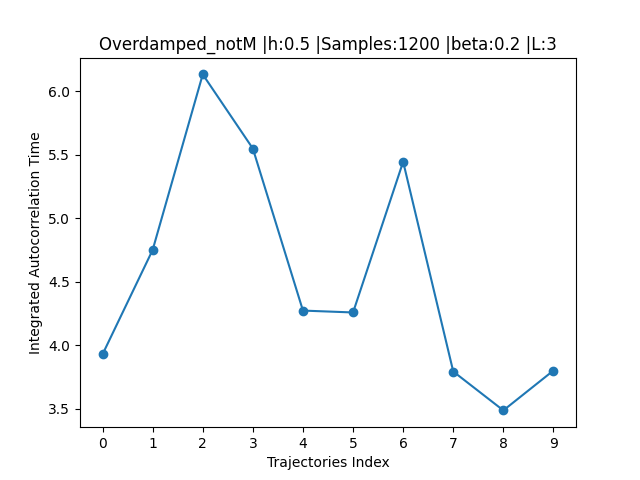 Overdamped_notM |h:0.5 |Samples:1200 |beta:0.2 |L:3
Integrated Autocorrelation Time
6.0
5.5
5.0
4.5
4.0
3.5
0 1 2 3 4 5 6 7 8 9
Trajectories Index